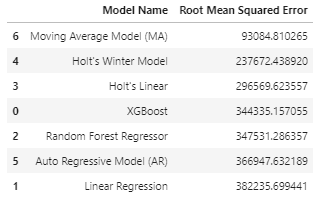 Model Name Root Mean Squared Error
6 Moving Average Model (MA) 93084.810265
4 Holt's Winter Model 237672.438920
3 Holt's Linear 296569.623557
0 XGBoost 344335.157055
2 Random Forest Regressor 347531.286357
5 Auto Regressive Model (AR) 366947.632189
1 Linear Regression 382235.699441